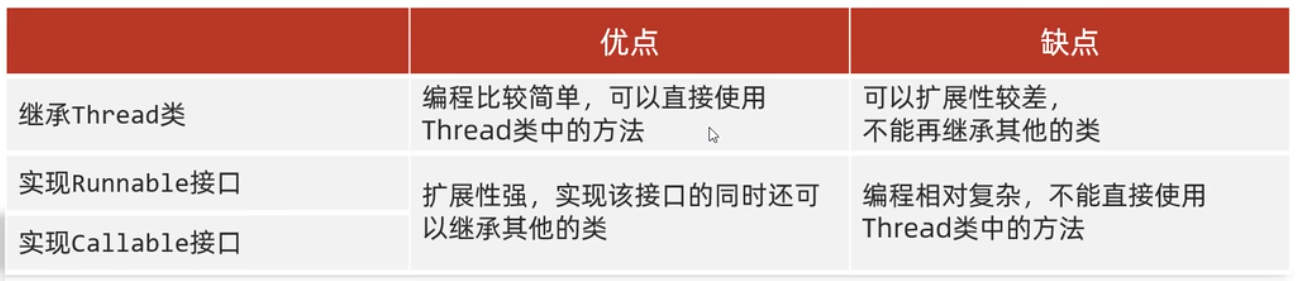 优点
缺点
继承Thread类
编程比较简单，可以直接使用
Thread类中的方法
可以扩展性较差，
不能再继承其他的类
实现Runnable接口
实现Callable接口
扩展性强，实现该接口的同时还可
以继承其他的类
编程相对复杂，不能直接使用
Thread类中的方法